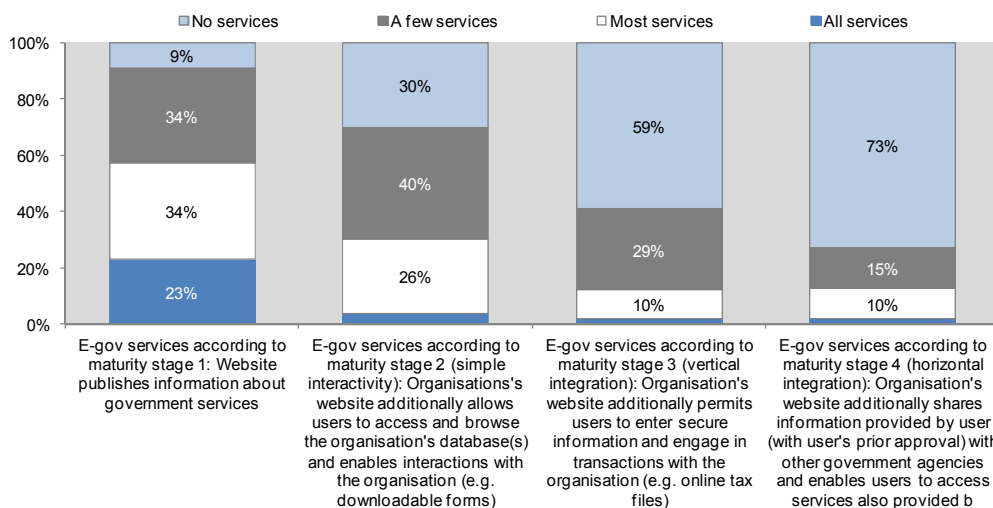 No services A few services Most services All services
100%
80%
60%
40%
20%
0%
9%
34%
34%
23%
30%
40%
26%
59%
29%
10%
73%
15%
10%
E-gov services according to
maturity stage 1: Website
publishes information about
government services
E-gov services according to
maturity stage 2 (simple
interactivity): Organisations's
website additionally allows
users to access and browse
the organisation's database(s)
and enables interactions with
the organisation (e.g.
downloadable forms)
E-gov services according to
maturity stage 3 (vertical
integration): Organisation's
website additionally permits
users to enter secure
information and engage in
transactions with the
organisation (e.g. online tax
files)
E-gov services according to
maturity stage 4 (horizontal
integration): Organisation's
website additionally shares
information provided by user
(with user's prior approval) with
other government agencies
and enables users to access
services also provided b